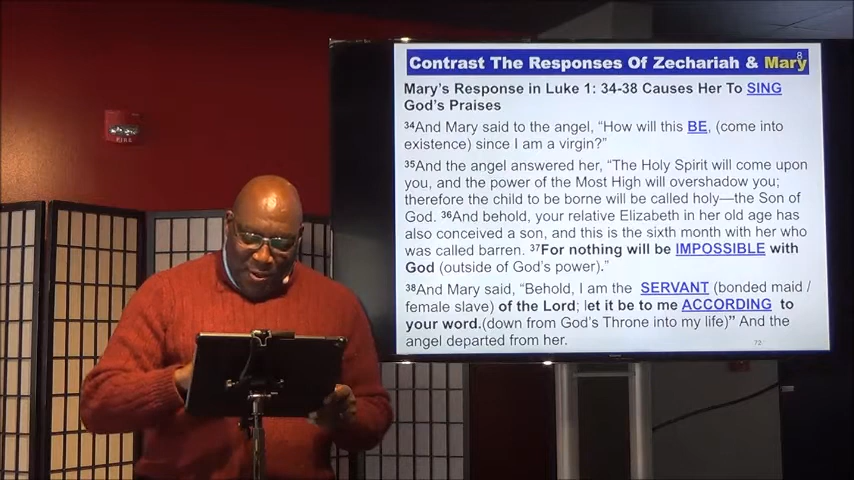 Contrast The Responses Of Zechariah & Mary
8
Mary's Response in Luke 1: 34-38 Causes Her To SING
God's Praises
34And Mary said to the angel, "How will this BE, (come into
existence) since I am a virgin?"
35And the angel answered her, "The Holy Spirit will come upon
you, and the power of the Most High will overshadow you;
therefore the child to be borne will be called holy—the Son of
God. 36And behold, your relative Elizabeth in her old age has
also conceived a son, and this is the sixth month with her who
was called barren. 37For nothing will be IMPOSSIBLE with
God (outside of God's power)."
38And Mary said, "Behold, I am the SERVANT (bonded maid /
female slave) of the Lord; let it be to me ACCORDING to
your word.(down from God's Throne into my life)" And the
angel departed from her.
72
FIRE